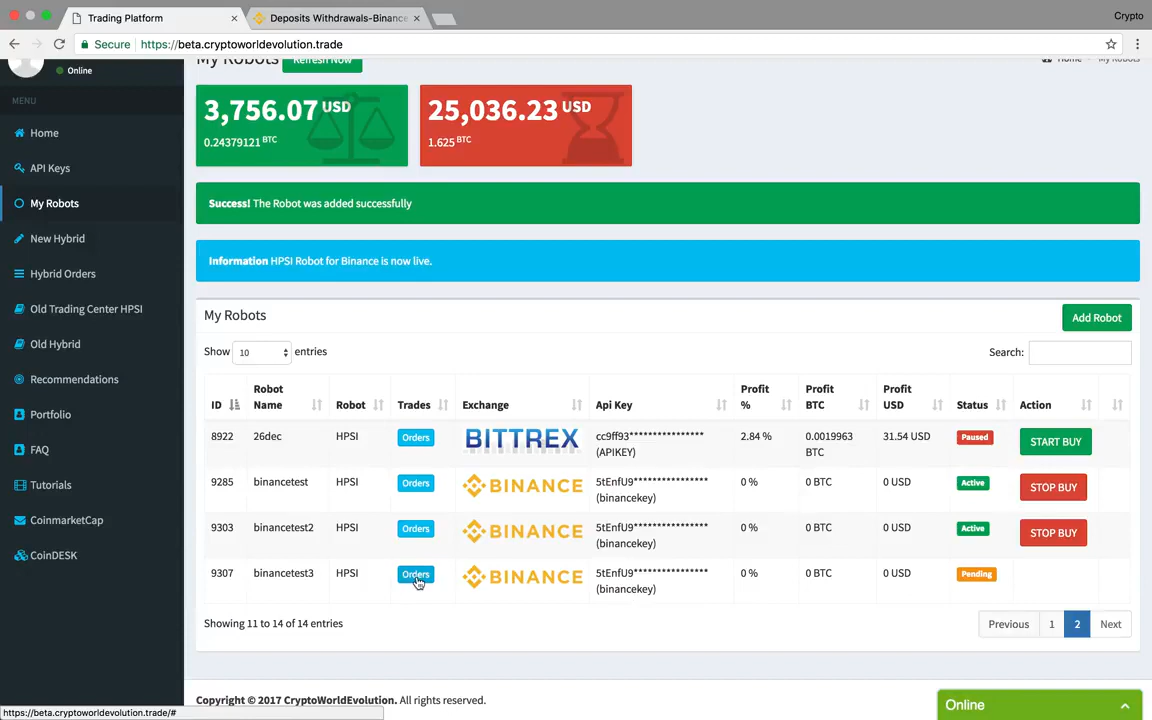 Trading Platform
Deposits Withdrawals-Binance
Crypto
Secure https://beta.cryptoworldevolution.trade
Online
My Robots Refresh Now
Home My Robots
MENU
Home
API Keys
My Robots
New Hybrid
Hybrid Orders
Old Trading Center HPSI
Old Hybrid
Recommendations
Portfolio
FAQ
Tutorials
CoinmarketCap
CoinDESK
3,756.07 USD
0.24379121 BTC
25,036.23 USD
1.625 BTC
Success! The Robot was added successfully
Information HPSI Robot for Binance is now live.
My Robots
Add Robot
Show 10 entries
Search:
ID Robot Name Robot Trades Exchange Api Key Profit % Profit BTC Profit USD Status Action
8922 26dec HPSI Orders BITTREX cc9ff93**************** (APIKEY) 2.84 % 0.0019963 BTC 31.54 USD Paused START BUY
9285 binancetest HPSI Orders BINANCE 5tEnfU9**************** (binancekey) 0 % 0 BTC 0 USD Active STOP BUY
9303 binancetest2 HPSI Orders BINANCE 5tEnfU9**************** (binancekey) 0 % 0 BTC 0 USD Active STOP BUY
9307 binancetest3 HPSI Orders BINANCE 5tEnfU9**************** (binancekey) 0 % 0 BTC 0 USD Pending
Showing 11 to 14 of 14 entries
Previous 1 2 Next
Copyright © 2017 CryptoWorldEvolution. All rights reserved.
Online
https://beta.cryptoworldevolution.trade/#